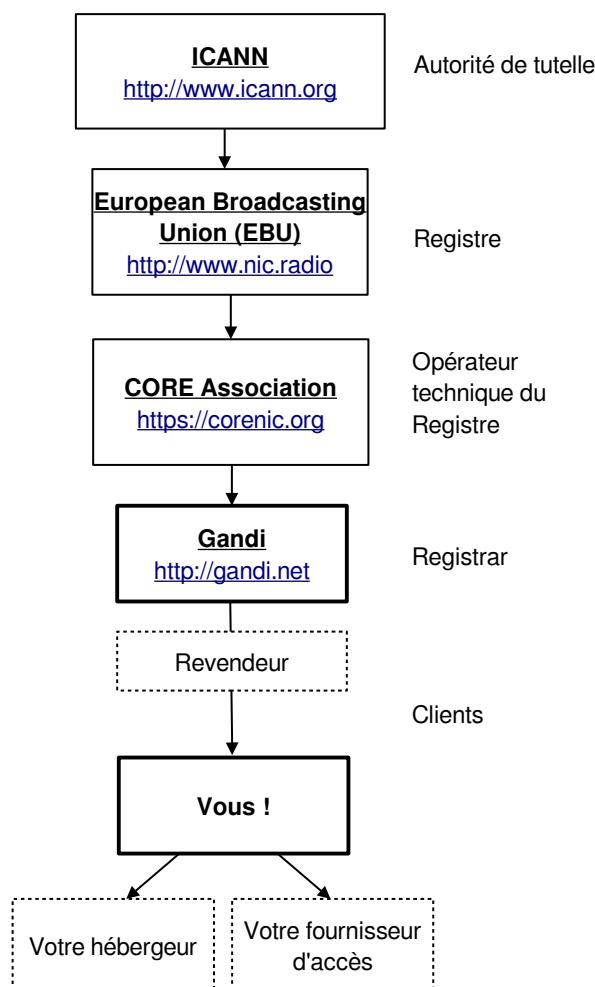 ICANN
http://www.icann.org
Autorité de tutelle
European Broadcasting
Union (EBU)
http://www.nic.radio
Registre
CORE Association
https://corenic.org
Opérateur
technique du
Registre
Gandi
http://gandi.net
Registrar
Revendeur
Clients
Vous !
Votre hébergeur
Votre fournisseur
d'accès